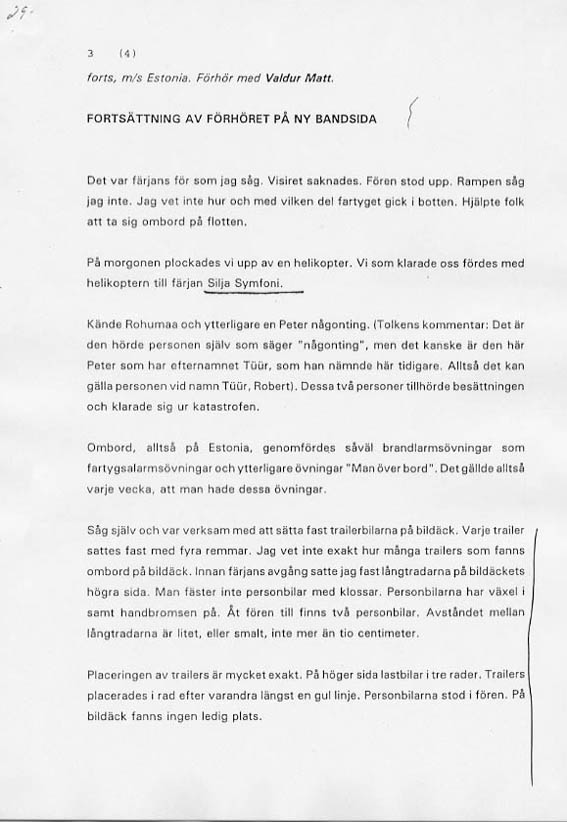 29.
3 (4)
forts, m/s Estonia. Förhör med Valdur Matt.
FORTSÄTTNING AV FÖRHÖRET PÅ NY BANDSIDA
Det var färjans för som jag såg. Visiret saknades. Fören stod upp. Rampen såg
jag inte. Jag vet inte hur och med vilken del fartyget gick i botten. Hjälpte folk
att ta sig ombord på flotten.
På morgonen plockades vi upp av en helikopter. Vi som klarade oss fördes med
helikoptern till färjan Silja Symfoni.
Kände Rohumaa och ytterligare en Peter någonting. (Tolkens kommentar: Det är
den hörde personen själv som säger "någonting", men det kanske är den här
Peter som har efternamnet Tüür, som han nämnde här tidigare. Alltså det kan
gälla personen vid namn Tüür, Robert). Dessa två personer tillhörde besättningen
och klarade sig ur katastrofen.
Ombord, alltså på Estonia, genomfördes såväl brandlarmsövningar som
fartygsalarmsövningar och ytterligare övningar "Man över bord". Det gällde alltså
varje vecka, att man hade dessa övningar.
Såg själv och var verksam med att sätta fast trailerbilarna på bildäck. Varje trailer
sattes fast med fyra remmar. Jag vet inte exakt hur många trailers som fanns
ombord på bildäck. Innan färjans avgång satte jag fast långtradarna på bildäckets
högra sida. Man fäster inte personbilar med klossar. Personbilarna har växel i
samt handbromsen på. Åt fören till finns två personbilar. Avståndet mellan
långtradarna är litet, eller smalt, inte mer än tio centimeter.
Placeringen av trailers är mycket exakt. På höger sida lastbilar i tre rader. Trailers
placerades i rad efter varandra längst en gul linje. Personbilarna stod i fören. På
bildäck fanns ingen ledig plats.